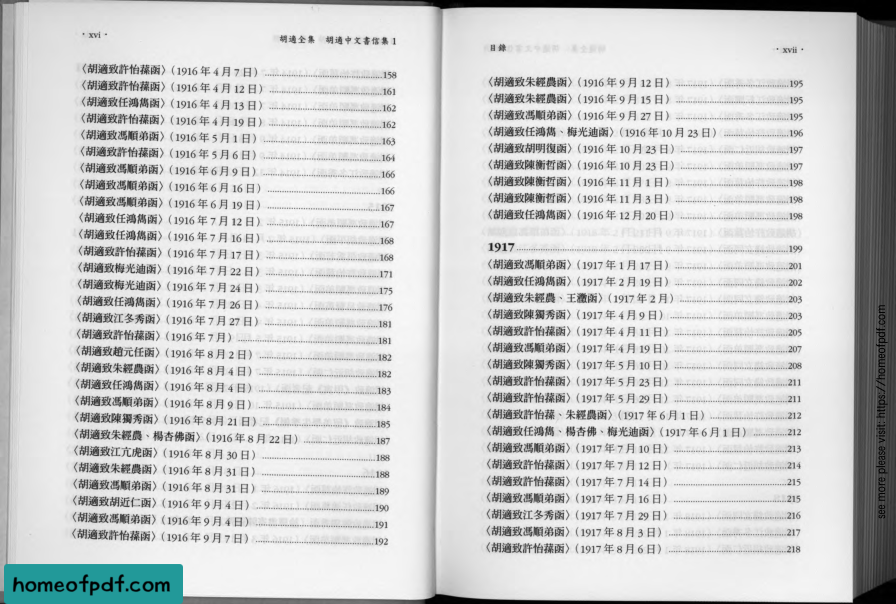 · xvi ·
胡適全集 胡適中文書信集 1
〈胡適致許怡蓀函〉（1916 年 4 月 7 日）158
〈胡適致許怡蓀函〉（1916 年 4 月 12 日）161
〈胡適致任鴻雋函〉（1916 年 4 月 13 日）162
〈胡適致許怡蓀函〉（1916 年 4 月 19 日）162
〈胡適致馮順弟函〉（1916 年 5 月 1 日）163
〈胡適致許怡蓀函〉（1916 年 5 月 6 日）164
〈胡適致馮順弟函〉（1916 年 6 月 9 日）166
〈胡適致馮順弟函〉（1916 年 6 月 16 日）166
〈胡適致馮順弟函〉（1916 年 6 月 19 日）167
〈胡適致任鴻雋函〉（1916 年 7 月 12 日）167
〈胡適致任鴻雋函〉（1916 年 7 月 16 日）168
〈胡適致許怡蓀函〉（1916 年 7 月 17 日）168
〈胡適致梅光迪函〉（1916 年 7 月 22 日）171
〈胡適致梅光迪函〉（1916 年 7 月 24 日）175
〈胡適致任鴻雋函〉（1916 年 7 月 26 日）176
〈胡適致江冬秀函〉（1916 年 7 月 27 日）181
〈胡適致許怡蓀函〉（1916 年 7 月）181
〈胡適致趙元任函〉（1916 年 8 月 2 日）182
〈胡適致朱經農函〉（1916 年 8 月 4 日）182
〈胡適致任鴻雋函〉（1916 年 8 月 4 日）183
〈胡適致馮順弟函〉（1916 年 8 月 9 日）184
〈胡適致陳獨秀函〉（1916 年 8 月 21 日）185
〈胡適致朱經農、楊杏佛函〉（1916 年 8 月 22 日）187
〈胡適致江亢虎函〉（1916 年 8 月 30 日）188
〈胡適致朱經農函〉（1916 年 8 月 31 日）188
〈胡適致馮順弟函〉（1916 年 8 月 31 日）189
〈胡適致胡近仁函〉（1916 年 9 月 4 日）190
〈胡適致馮順弟函〉（1916 年 9 月 4 日）191
〈胡適致許怡蓀函〉（1916 年 9 月 7 日）192
目錄
· xvii ·
〈胡適致朱經農函〉（1916 年 9 月 12 日）195
〈胡適致朱經農函〉（1916 年 9 月 15 日）195
〈胡適致馮順弟函〉（1916 年 9 月 27 日）195
〈胡適致任鴻雋、梅光迪函〉（1916 年 10 月 23 日）196
〈胡適致胡明復函〉（1916 年 10 月 23 日）197
〈胡適致陳衡哲函〉（1916 年 10 月 23 日）197
〈胡適致陳衡哲函〉（1916 年 11 月 1 日）198
〈胡適致陳衡哲函〉（1916 年 11 月 3 日）198
〈胡適致任鴻雋函〉（1916 年 12 月 20 日）198
1917 199
〈胡適致馮順弟函〉（1917 年 1 月 17 日）201
〈胡適致任鴻雋函〉（1917 年 2 月 19 日）202
〈胡適致朱經農、王澂函〉（1917 年 2 月）203
〈胡適致陳獨秀函〉（1917 年 4 月 9 日）203
〈胡適致許怡蓀函〉（1917 年 4 月 11 日）205
〈胡適致馮順弟函〉（1917 年 4 月 19 日）207
〈胡適致陳獨秀函〉（1917 年 5 月 10 日）208
〈胡適致許怡蓀函〉（1917 年 5 月 23 日）211
〈胡適致許怡蓀函〉（1917 年 5 月 29 日）211
〈胡適致許怡蓀、朱經農函〉（1917 年 6 月 1 日）212
〈胡適致任鴻雋、楊杏佛、梅光迪函〉（1917 年 6 月 1 日）212
〈胡適致馮順弟函〉（1917 年 7 月 10 日）213
〈胡適致許怡蓀函〉（1917 年 7 月 12 日）214
〈胡適致許怡蓀函〉（1917 年 7 月 14 日）215
〈胡適致馮順弟函〉（1917 年 7 月 16 日）215
〈胡適致江冬秀函〉（1917 年 7 月 29 日）216
〈胡適致馮順弟函〉（1917 年 8 月 3 日）217
〈胡適致許怡蓀函〉（1917 年 8 月 6 日）218
see more please visit: https://homeofpdf.com
homeofpdf.com